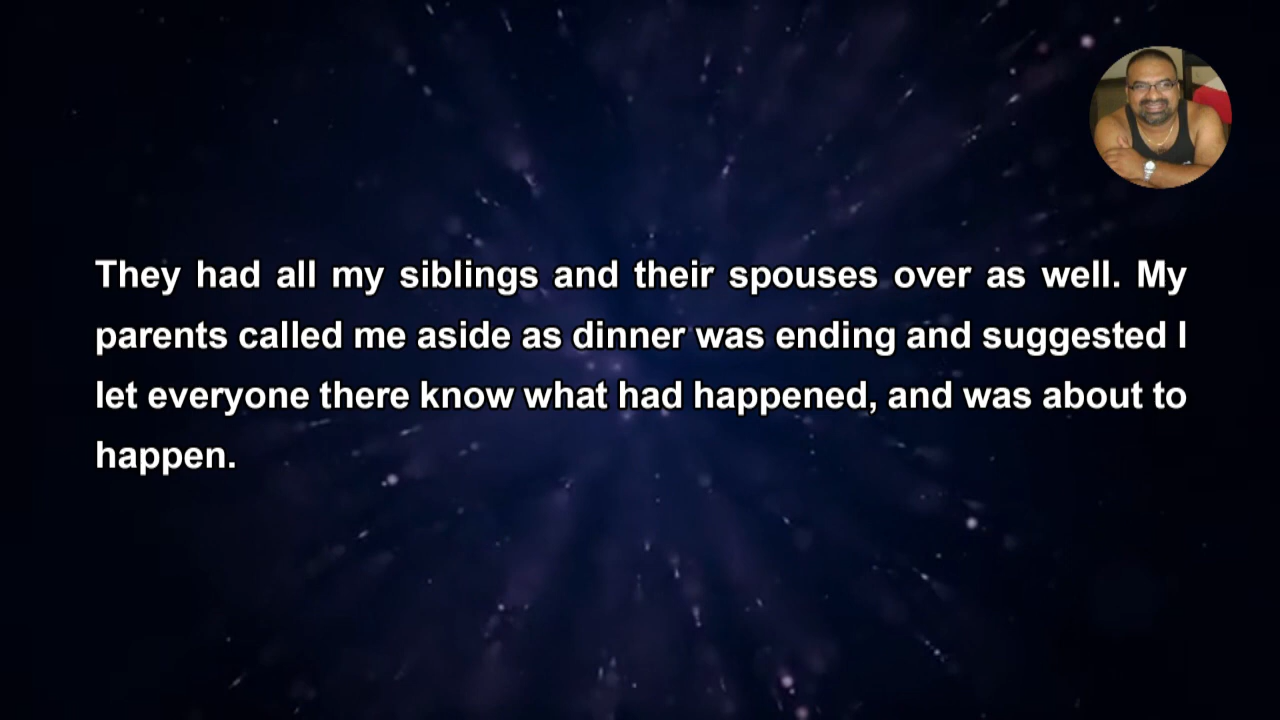 They had all my siblings and their spouses over as well. My
parents called me aside as dinner was ending and suggested I
let everyone there know what had happened, and was about to
happen.